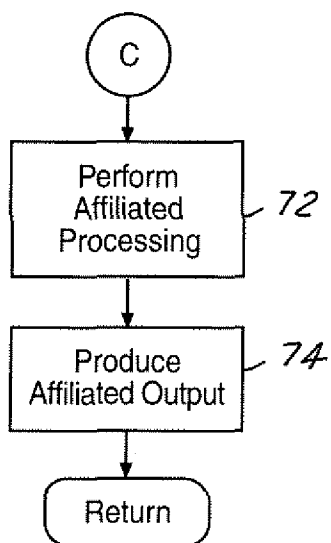 C
Perform
Affiliated
Processing
72
Produce
Affiliated Output
74
Return